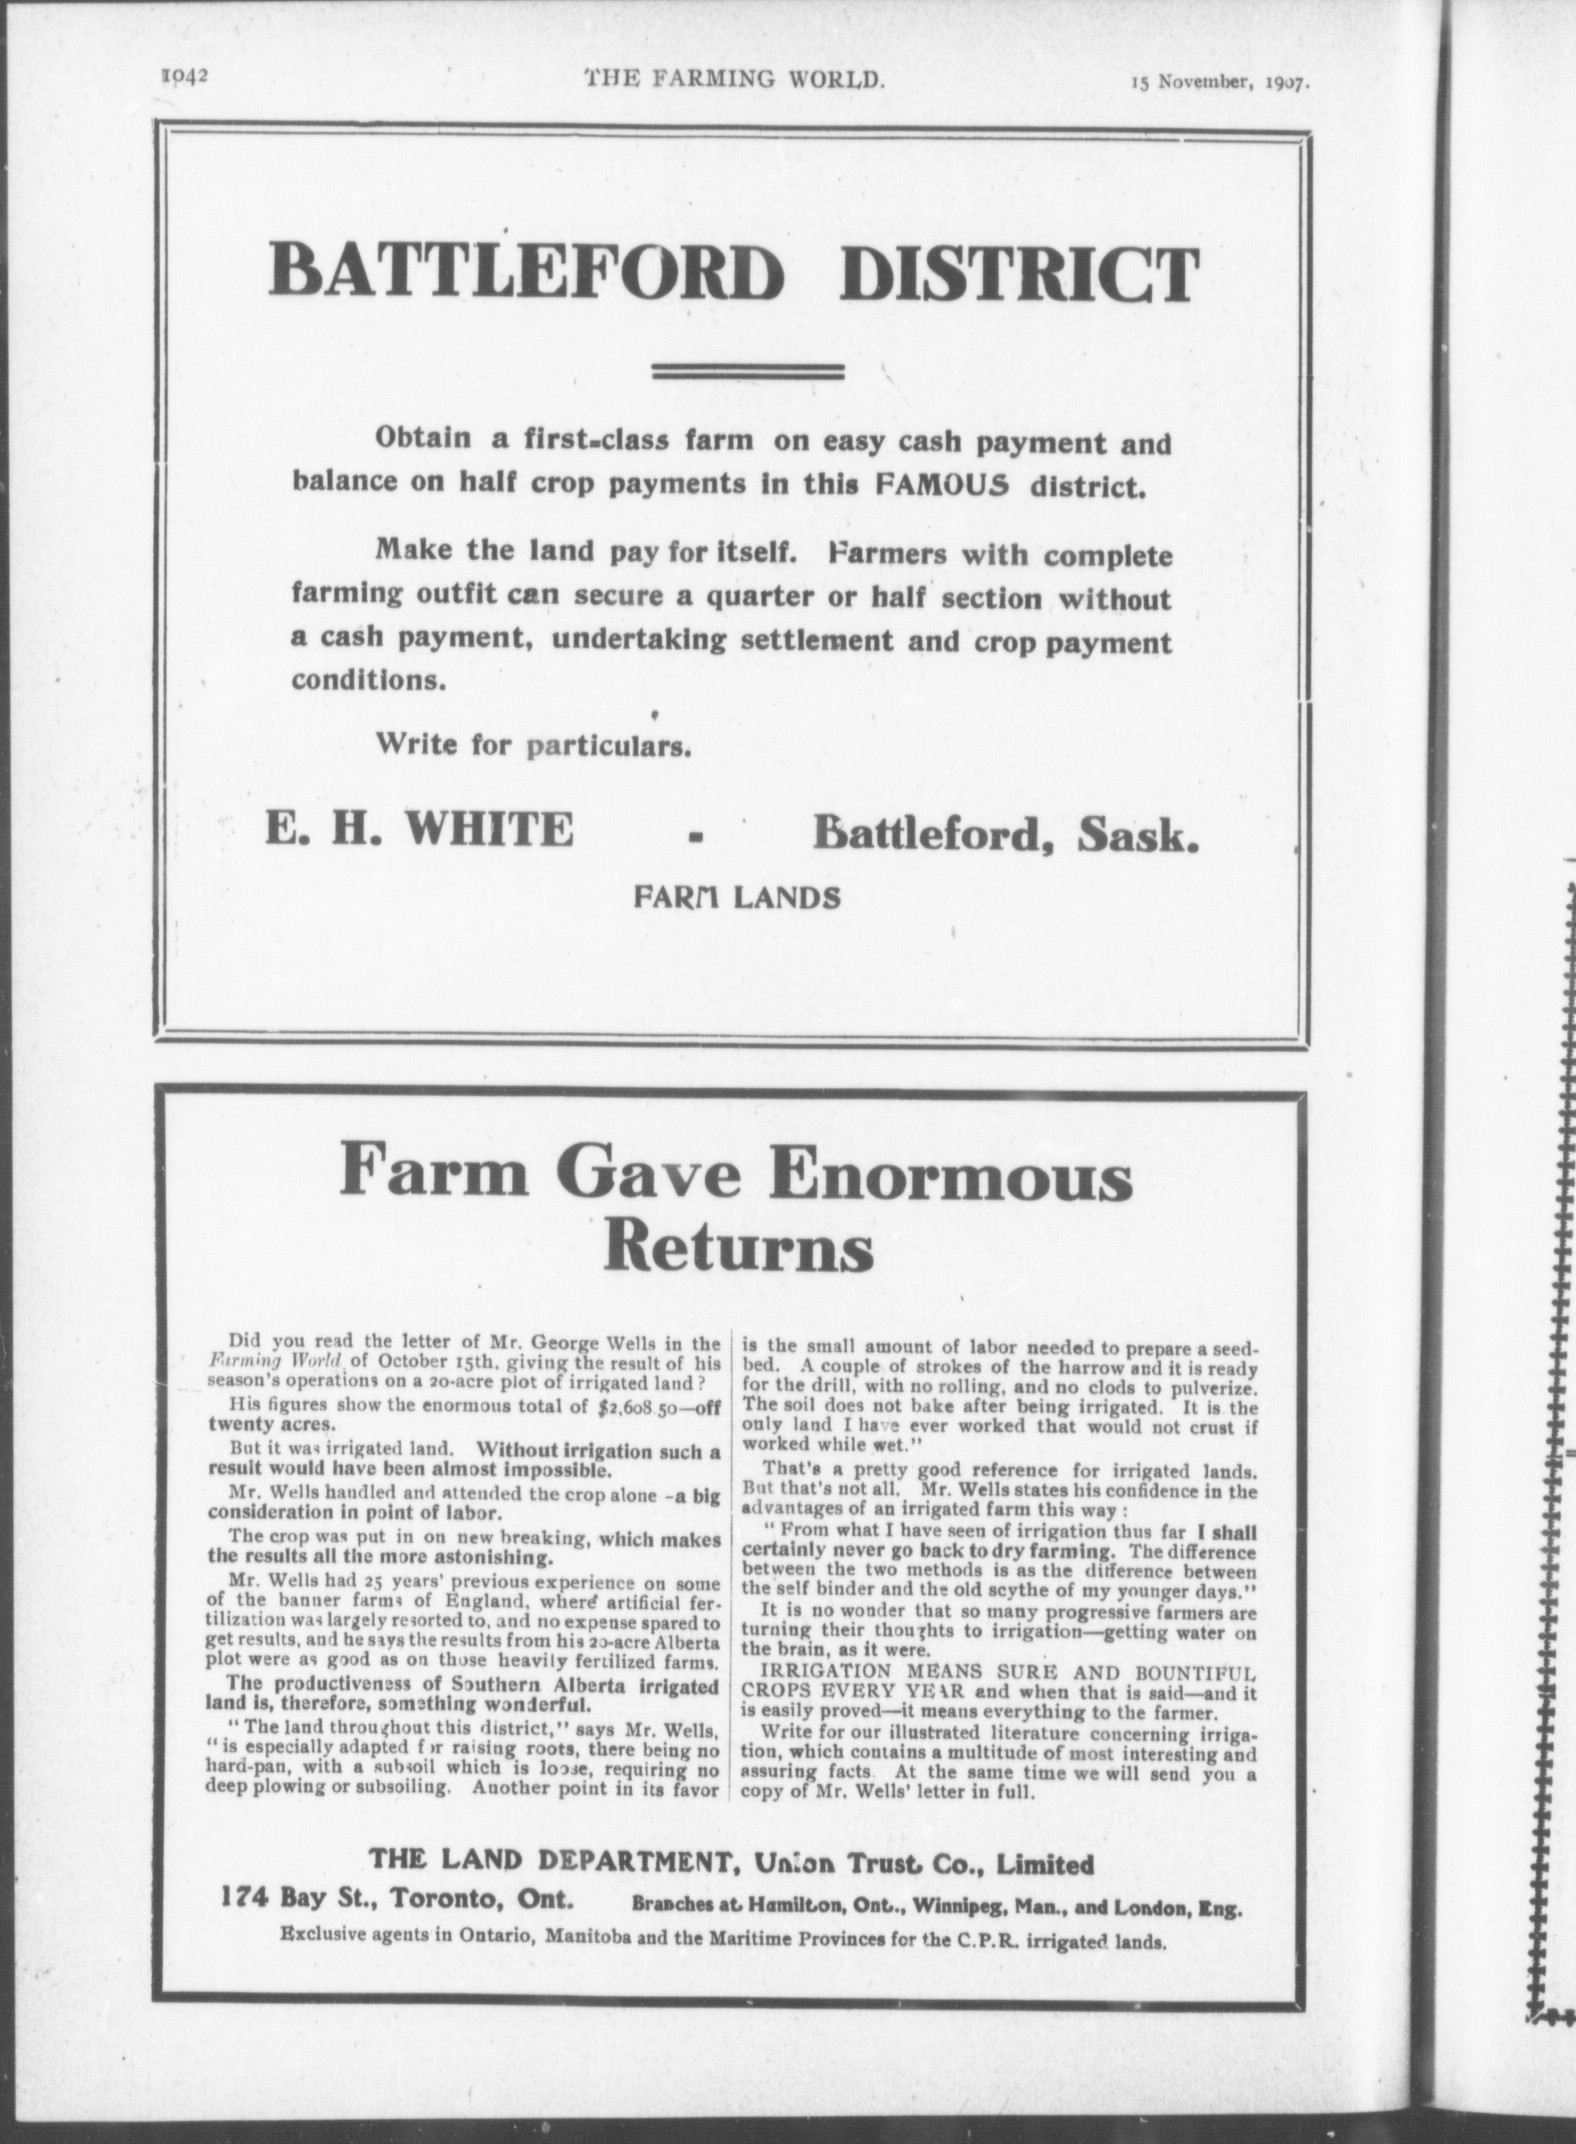 1042
THE FARMING WORLD.
15 November, 1907.
BATTLEFORD DISTRICT
Obtain a first-class farm on easy cash payment and
balance on half crop payments in this FAMOUS district.
Make the land pay for itself. Farmers with complete
farming outfit can secure a quarter or half section without
a cash payment, undertaking settlement and crop payment
conditions.
Write for particulars.
E. H. WHITE - Battleford, Sask.
FARM LANDS
Farm Gave Enormous
Returns
Did you read the letter of Mr. George Wells in the
Farming World of October 15th, giving the result of his
season's operations on a 20-acre plot of irrigated land?
His figures show the enormous total of $2,608.50—off
twenty acres.
But it was irrigated land. Without irrigation such a
result would have been almost impossible.
Mr. Wells handled and attended the crop alone -a big
consideration in point of labor.
The crop was put in on new breaking, which makes
the results all the more astonishing.
Mr. Wells had 25 years' previous experience on some
of the banner farms of England, where artificial fer-
tilization was largely resorted to, and no expense spared to
get results, and he says the results from his 20-acre Alberta
plot were as good as on those heavily fertilized farms.
The productiveness of Southern Alberta irrigated
land is, therefore, something wonderful.
"The land throughout this district," says Mr. Wells,
"is especially adapted for raising roots, there being no
hard-pan, with a subsoil which is loose, requiring no
deep plowing or subsoiling. Another point in its favor
is the small amount of labor needed to prepare a seed-
bed. A couple of strokes of the harrow and it is ready
for the drill, with no rolling, and no clods to pulverize.
The soil does not bake after being irrigated. It is the
only land I have ever worked that would not crust if
worked while wet."
That's a pretty good reference for irrigated lands.
But that's not all. Mr. Wells states his confidence in the
advantages of an irrigated farm this way :
"From what I have seen of irrigation thus far I shall
certainly never go back to dry farming. The difference
between the two methods is as the difference between
the self binder and the old scythe of my younger days."
It is no wonder that so many progressive farmers are
turning their thoughts to irrigation—getting water on
the brain, as it were.
IRRIGATION MEANS SURE AND BOUNTIFUL
CROPS EVERY YEAR and when that is said—and it
is easily proved—it means everything to the farmer.
Write for our illustrated literature concerning irriga-
tion, which contains a multitude of most interesting and
assuring facts. At the same time we will send you a
copy of Mr. Wells' letter in full.
THE LAND DEPARTMENT, Union Trust Co., Limited
174 Bay St., Toronto, Ont. Branches at Hamilton, Ont., Winnipeg, Man., and London, Eng.
Exclusive agents in Ontario, Manitoba and the Maritime Provinces for the C.P.R. irrigated lands.